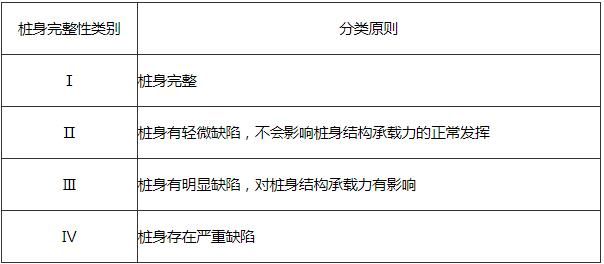 桩身完整性类别 分类原则
Ⅰ 桩身完整
Ⅱ 桩身有轻微缺陷，不会影响桩身结构承载力的正常发挥
Ⅲ 桩身有明显缺陷，对桩身结构承载力有影响
Ⅳ 桩身存在严重缺陷